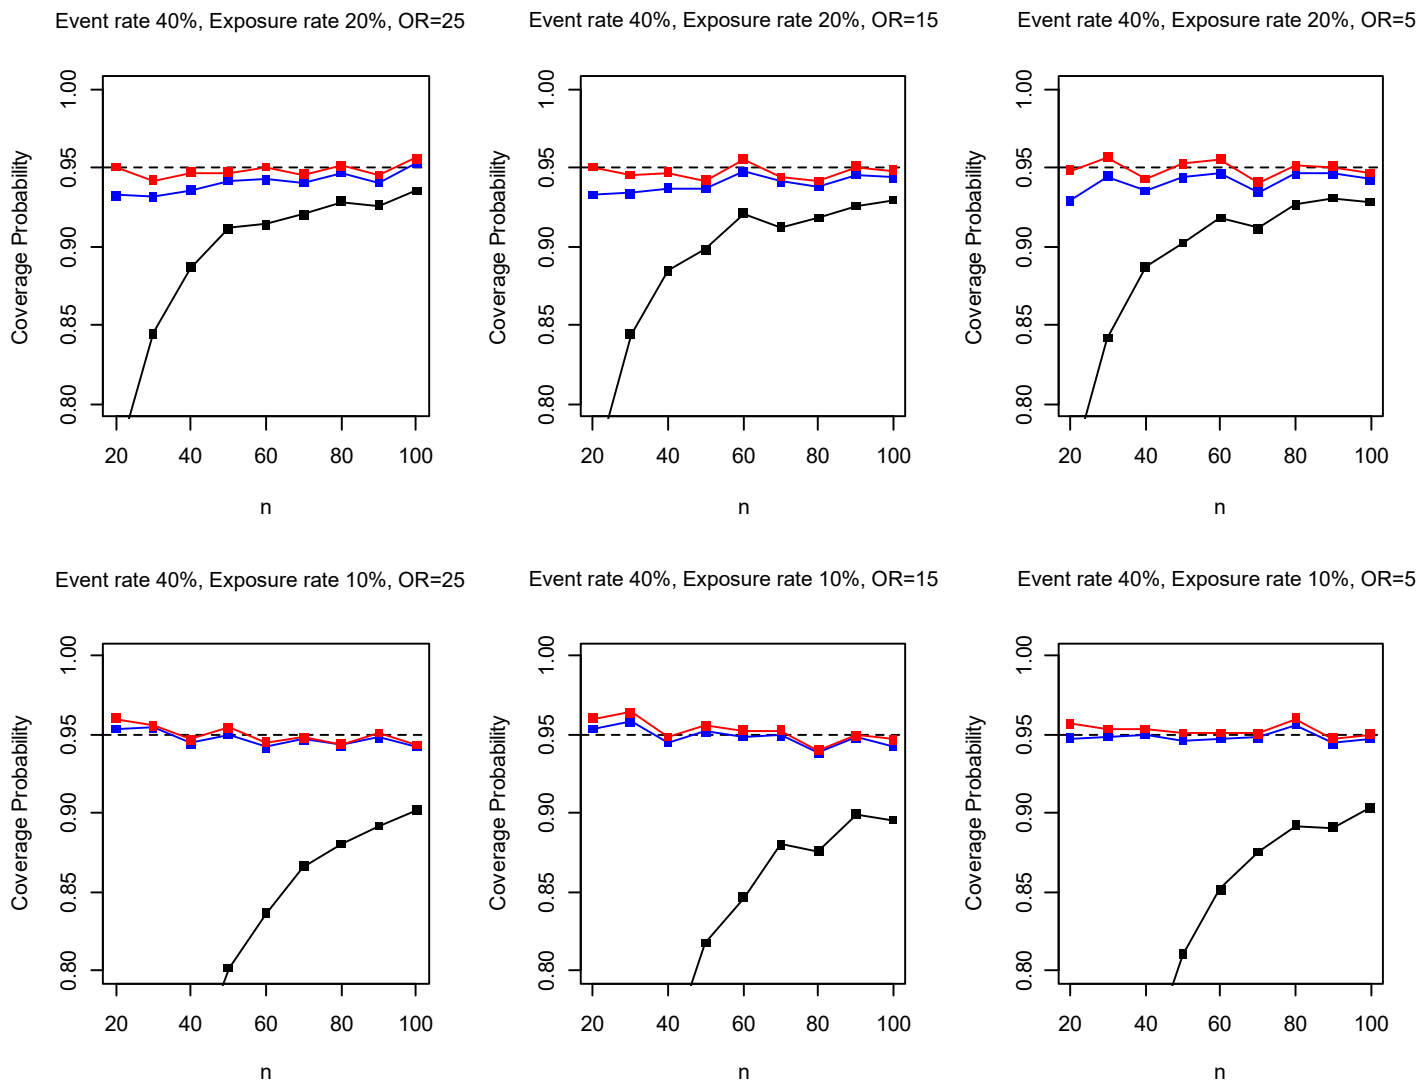 Event rate 40%, Exposure rate 20%, OR=25
Coverage Probability
1.00
0.95
0.90
0.85
0.80
20 40 60 80 100
n
Event rate 40%, Exposure rate 20%, OR=15
Coverage Probability
1.00
0.95
0.90
0.85
0.80
20 40 60 80 100
n
Event rate 40%, Exposure rate 20%, OR=5
Coverage Probability
1.00
0.95
0.90
0.85
0.80
20 40 60 80 100
n
Event rate 40%, Exposure rate 10%, OR=25
Coverage Probability
1.00
0.95
0.90
0.85
0.80
20 40 60 80 100
n
Event rate 40%, Exposure rate 10%, OR=15
Coverage Probability
1.00
0.95
0.90
0.85
0.80
20 40 60 80 100
n
Event rate 40%, Exposure rate 10%, OR=5
Coverage Probability
1.00
0.95
0.90
0.85
0.80
20 40 60 80 100
n